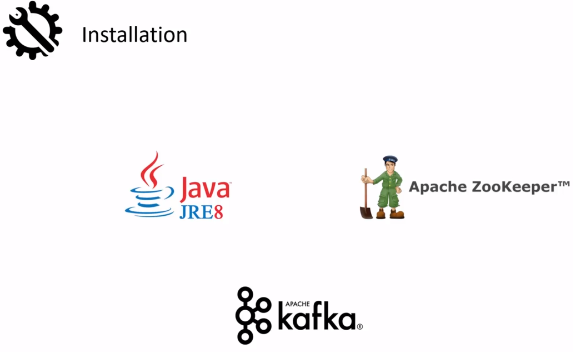 Installation
Java
JRE8
Apache ZooKeeper™
APACHE
kafka®